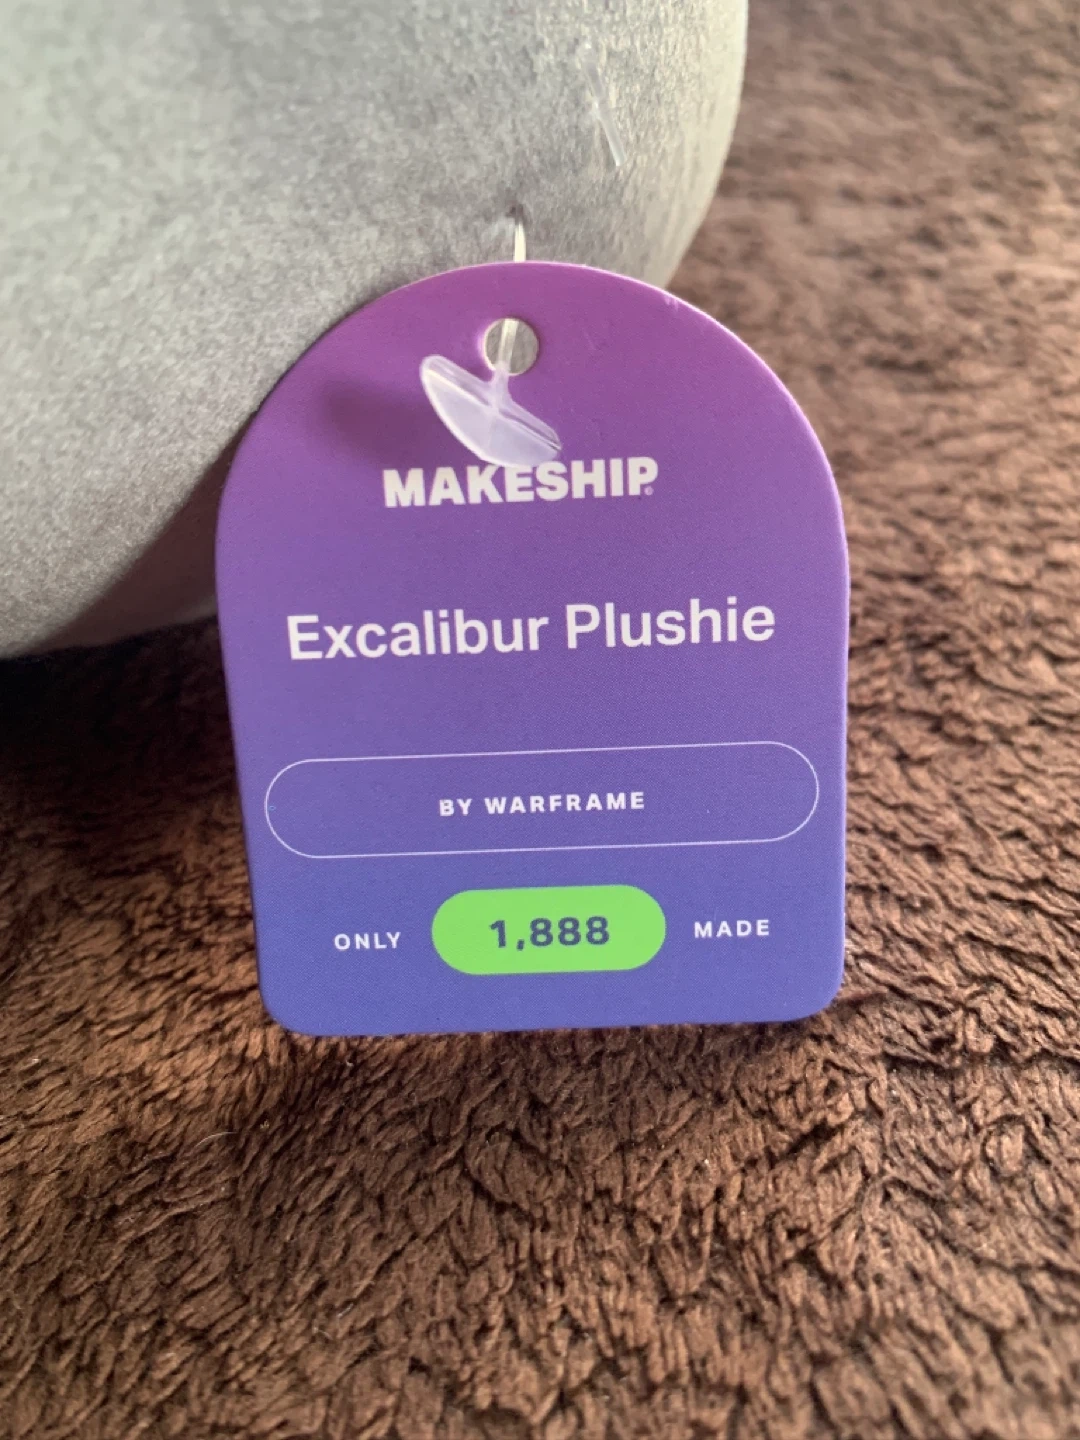 MAKESHIP®
Excalibur Plushie
BY WARFRAME
ONLY 1,888 MADE